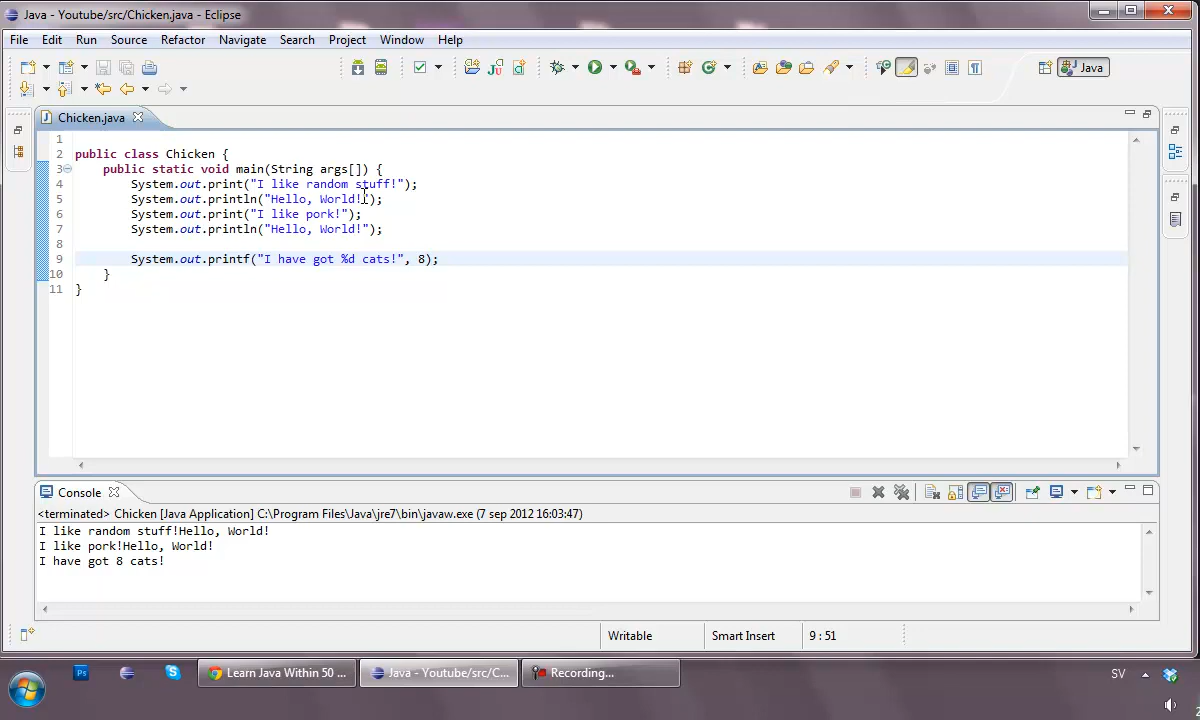 Java - Youtube/src/Chicken.java - Eclipse
File Edit Run Source Refactor Navigate Search Project Window Help
Java
Chicken.java
1
2 public class Chicken {
3 public static void main(String args[]) {
4 System.out.print("I like random stuff!");
5 System.out.println("Hello, World!");
6 System.out.print("I like pork!");
7 System.out.println("Hello, World!");
8
9 System.out.printf("I have got %d cats!", 8);
10 }
11 }
Console
<terminated> Chicken [Java Application] C:\Program Files\Java\jre7\bin\javaw.exe (7 sep 2012 16:03:47)
I like random stuff!Hello, World!
I like pork!Hello, World!
I have got 8 cats!
Writable Smart Insert 9 : 51
Ps Learn Java Within 50 ... Java - Youtube/src/C... Recording... SV